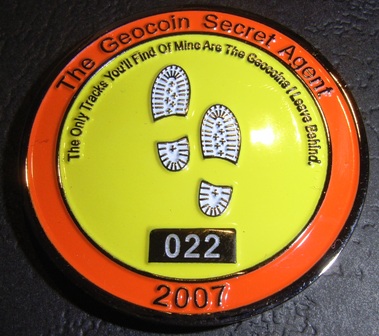 The Geocoin Secret Agent
The Only Tracks You'll Find Of Mine Are The Geocoins I Leave Behind.
022
2007